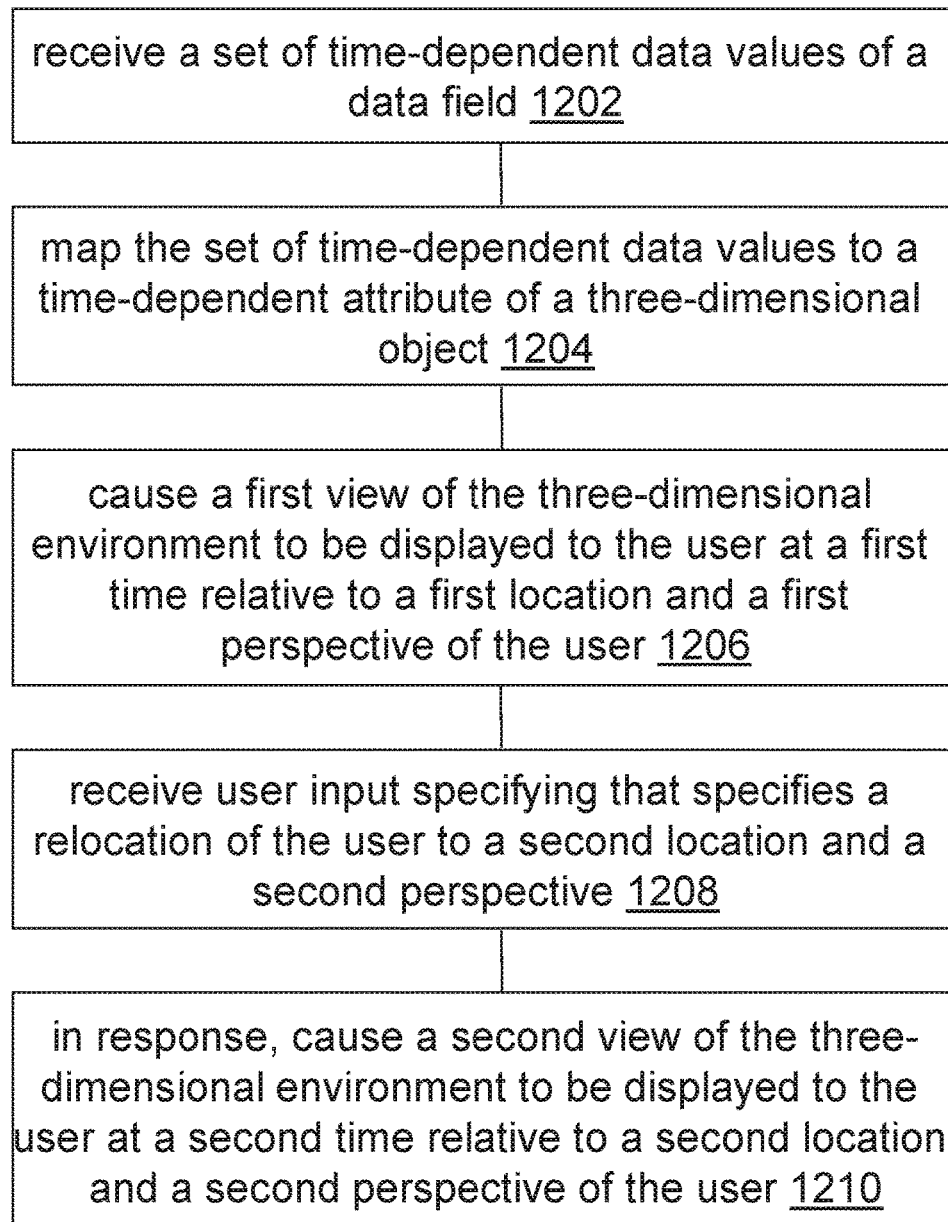 receive a set of time-dependent data values of a
data field 1202
map the set of time-dependent data values to a
time-dependent attribute of a three-dimensional
object 1204
cause a first view of the three-dimensional
environment to be displayed to the user at a first
time relative to a first location and a first
perspective of the user 1206
receive user input specifying that specifies a
relocation of the user to a second location and a
second perspective 1208
in response, cause a second view of the three-
dimensional environment to be displayed to the
user at a second time relative to a second location
and a second perspective of the user 1210